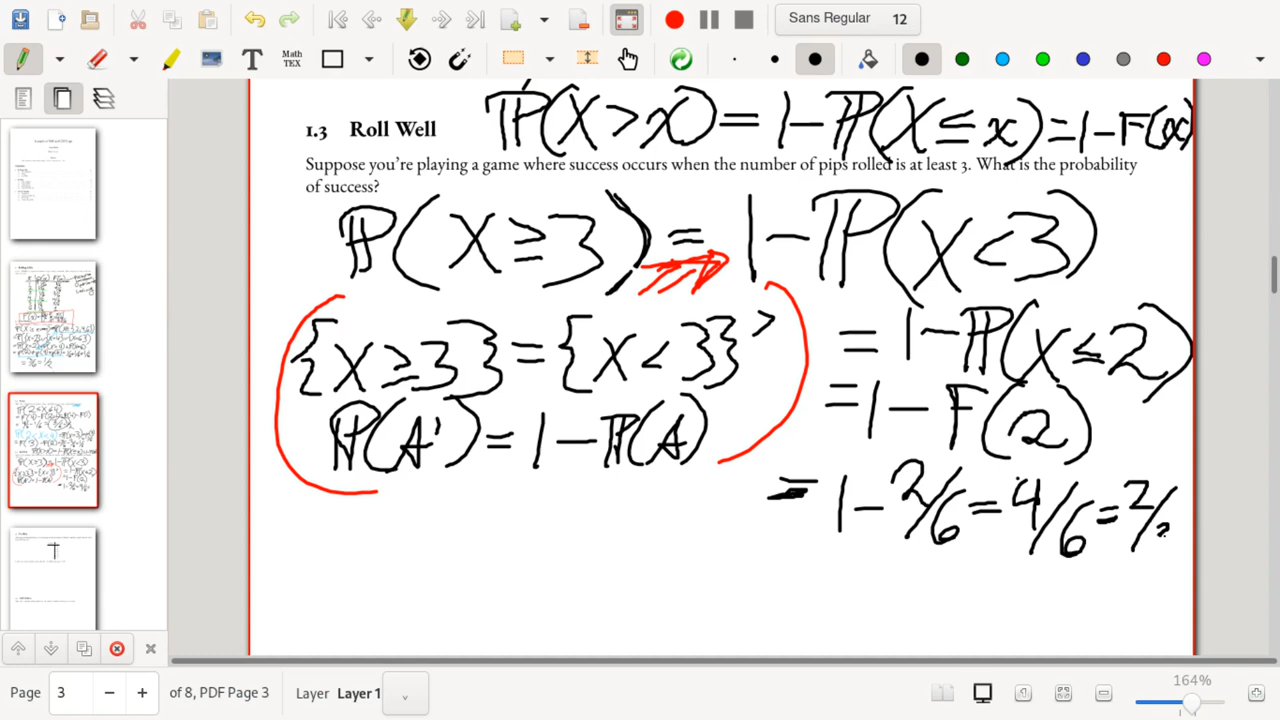 Sans Regular 12
Math TEX
ℙ(X > x) = 1 - ℙ(X ≤ x) = 1 - F(x)
1.3 Roll Well
Suppose you're playing a game where success occurs when the number of pips rolled is at least 3. What is the probability
of success?
ℙ(X ≥ 3) = 1 - ℙ(X < 3)
{X ≥ 3} = {X < 3}'
= 1 - ℙ(X ≤ 2)
ℙ(A') = 1 - ℙ(A)
= 1 - F(2)
= 1 - 2/6 = 4/6 = 2/3
Page 3 of 8, PDF Page 3 Layer Layer 1 164%